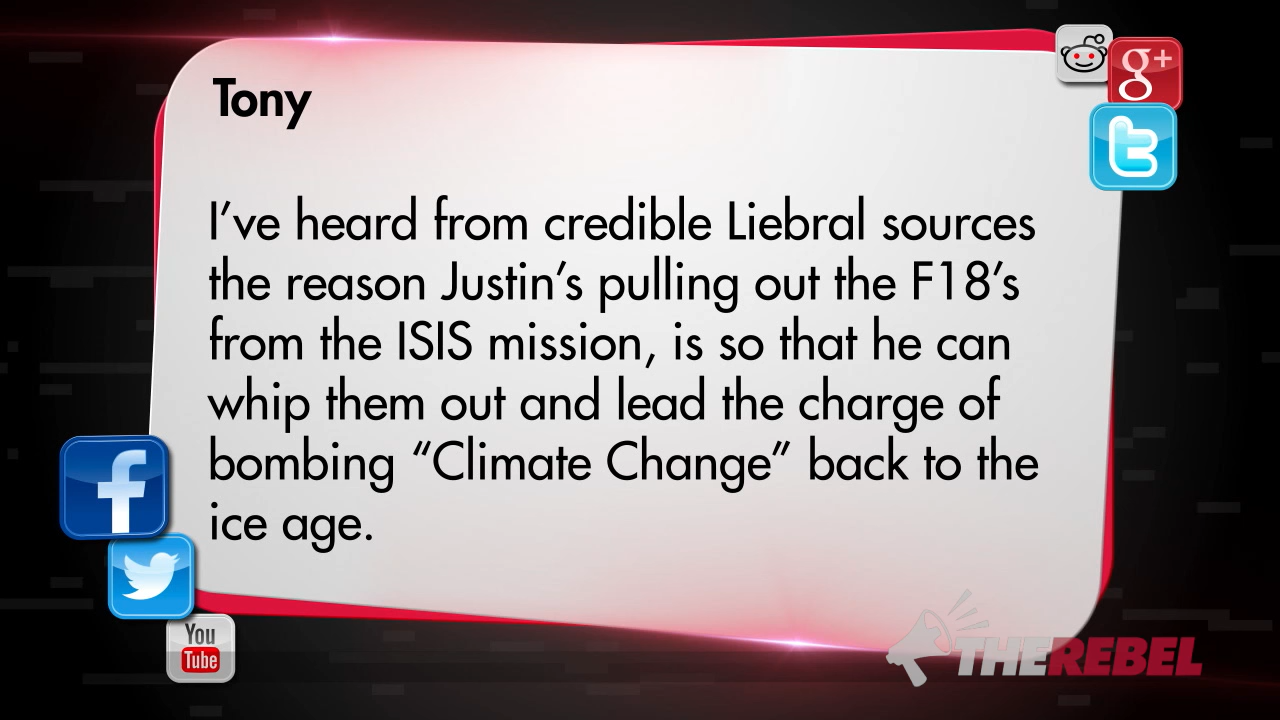 Tony
I've heard from credible Liebral sources
the reason Justin's pulling out the F18's
from the ISIS mission, is so that he can
whip them out and lead the charge of
bombing “Climate Change” back to the
ice age.
g+
t
f
You
Tube
THEREBEL